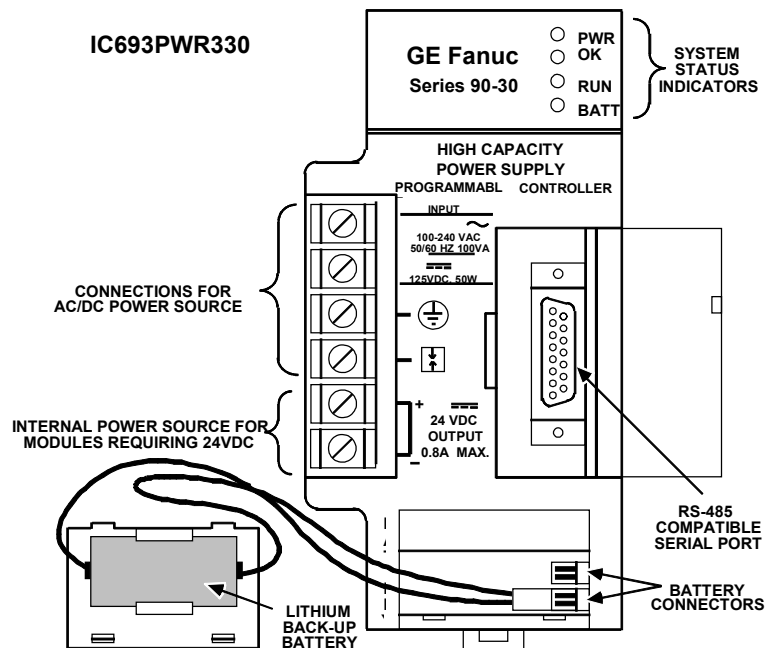 IC693PWR330
GE Fanuc
Series 90-30
PWR
OK
RUN
BATT
SYSTEM
STATUS
INDICATORS
HIGH CAPACITY
POWER SUPPLY
PROGRAMMABL CONTROLLER
INPUT
100-240 VAC
50/60 HZ 100VA
125VDC, 50W
CONNECTIONS FOR
AC/DC POWER SOURCE
INTERNAL POWER SOURCE FOR
MODULES REQUIRING 24VDC
+
24 VDC
OUTPUT
0.8A MAX.
–
RS-485
COMPATIBLE
SERIAL PORT
BATTERY
CONNECTORS
LITHIUM
BACK-UP
BATTERY